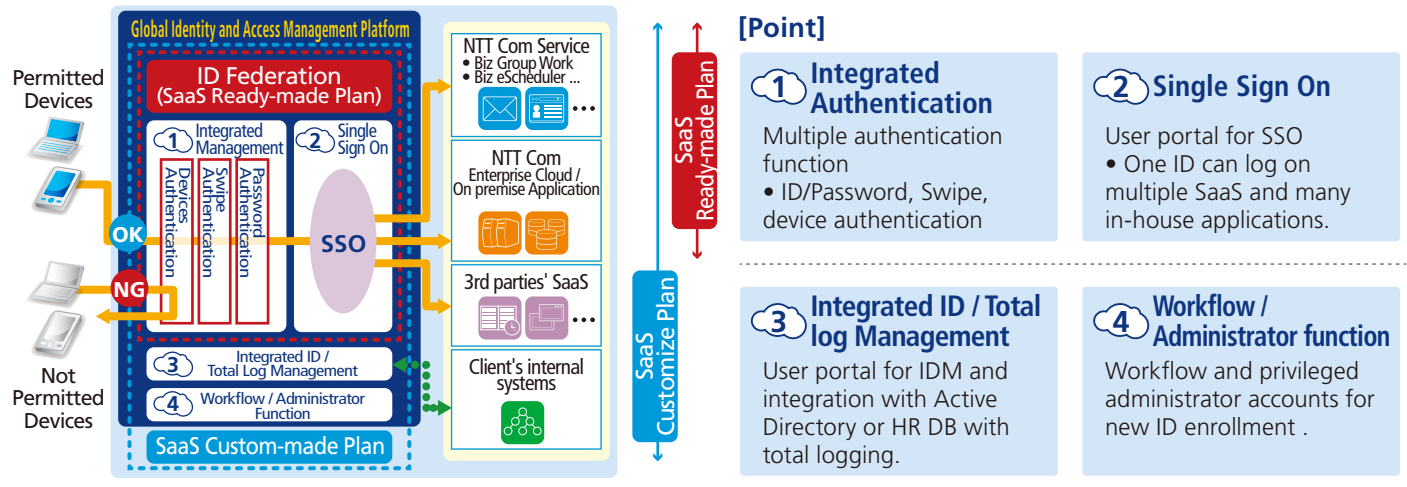 Global Identity and Access Management Platform
ID Federation
(SaaS Ready-made Plan)
Permitted
Devices
OK
NG
Not
Permitted
Devices
1
Integrated
Management
Devices
Authentication
Swipe
Authentication
Password
Authentication
2
Single
Sign On
SSO
3
Integrated ID /
Total Log Management
4
Workflow / Administrator
Function
SaaS Custom-made Plan
NTT Com Service
• Biz Group Work
• Biz eScheduler ...
•••
NTT Com
Enterprise Cloud /
On premise Application
3rd parties' SaaS
•••
Client's internal
systems
SaaS
Ready-made Plan
SaaS
Customize Plan
[Point]
1
Integrated
Authentication
Multiple authentication
function
• ID/Password, Swipe,
device authentication
2
Single Sign On
User portal for SSO
• One ID can log on
multiple SaaS and many
in-house applications.
3
Integrated ID / Total
log Management
User portal for IDM and
integration with Active
Directory or HR DB with
total logging.
4
Workflow /
Administrator function
Workflow and privileged
administrator accounts for
new ID enrollment .